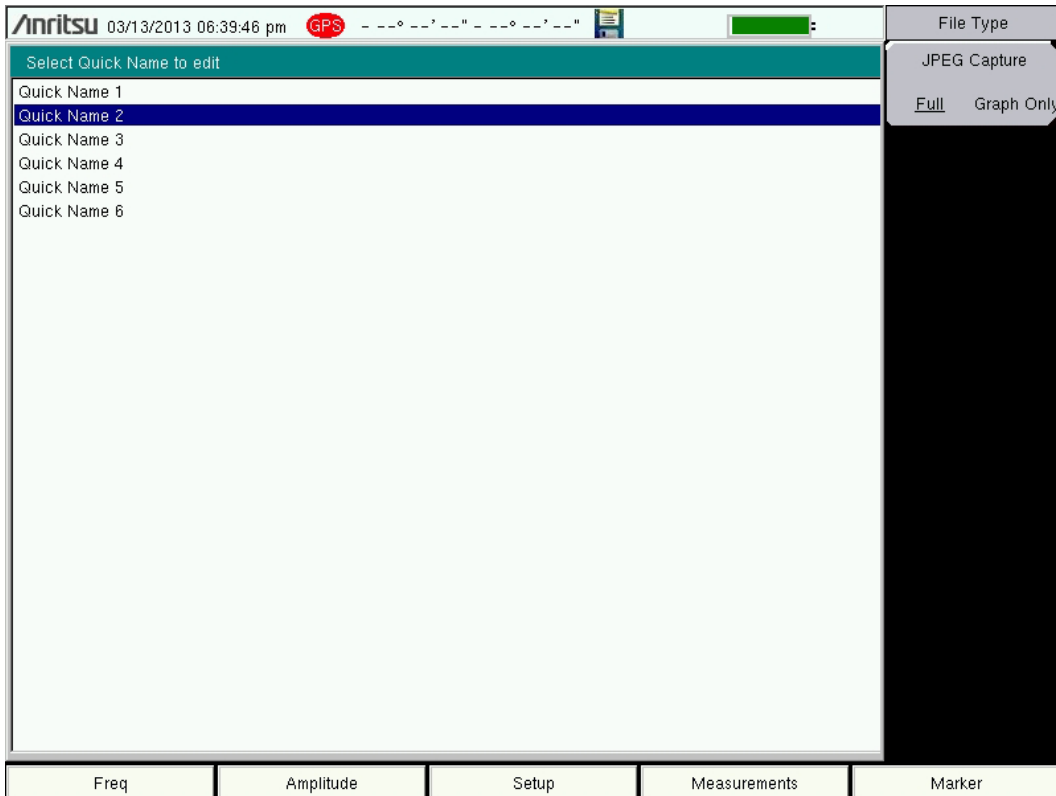 Anritsu 03/13/2013 06:39:46 pm GPS - --° --' --" - --° --' --"
File Type
Select Quick Name to edit
JPEG Capture
Full Graph Only
Quick Name 1
Quick Name 2
Quick Name 3
Quick Name 4
Quick Name 5
Quick Name 6
Freq Amplitude Setup Measurements Marker